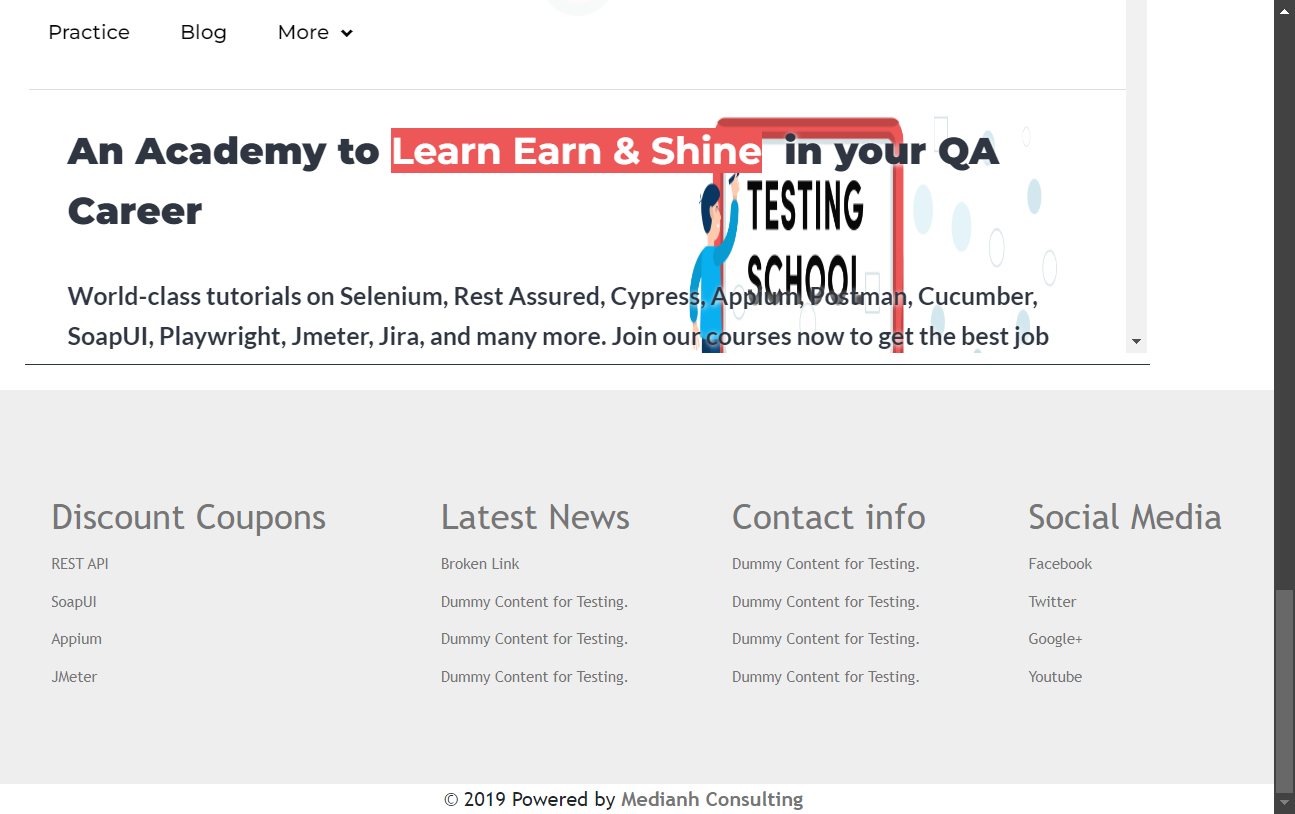 Practice Blog More
An Academy to Learn Earn & Shine in your QA
Career
TESTING
SCHOOL
World-class tutorials on Selenium, Rest Assured, Cypress, Appium, Postman, Cucumber,
SoapUI, Playwright, Jmeter, Jira, and many more. Join our courses now to get the best job
Discount Coupons
REST API
SoapUI
Appium
JMeter
Latest News
Broken Link
Dummy Content for Testing.
Dummy Content for Testing.
Dummy Content for Testing.
Contact info
Dummy Content for Testing.
Dummy Content for Testing.
Dummy Content for Testing.
Dummy Content for Testing.
Social Media
Facebook
Twitter
Google+
Youtube
© 2019 Powered by Medianh Consulting